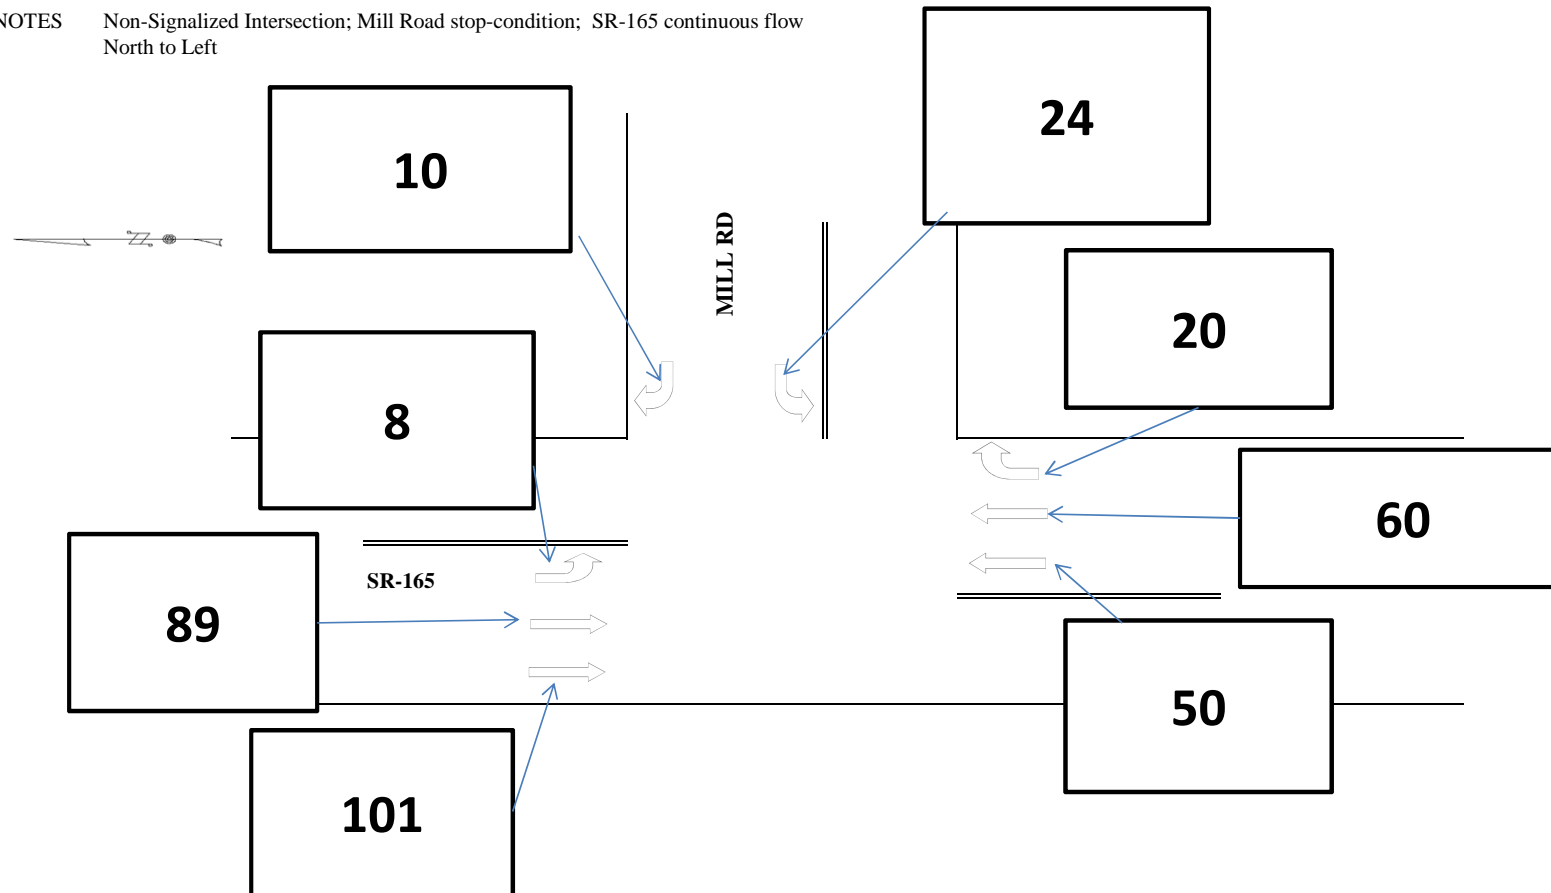 NOTES Non-Signalized Intersection; Mill Road stop-condition; SR-165 continuous flow
North to Left
24
10
MILL RD
20
8
60
SR-165
89
50
101